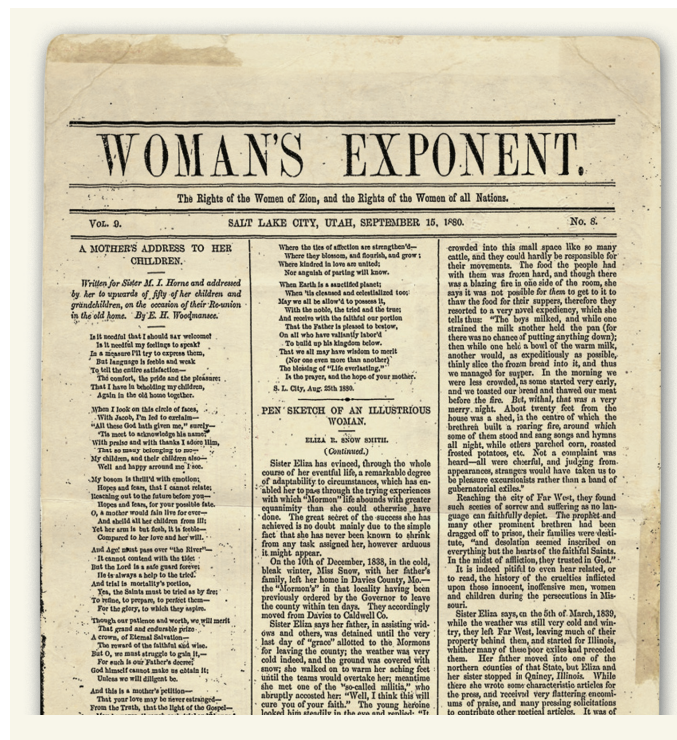 WOMAN'S EXPONENT.
The Rights of the Women of Zion, and the Rights of the Women of all Nations.
VOL. 9. SALT LAKE CITY, UTAH, SEPTEMBER 15, 1880. No. 8.
A MOTHER'S ADDRESS TO HER
CHILDREN.
Written for Sister M. I. Horne and addressed
by her to upwards of fifty of her children and
grandchildren, on the occasion of their Re-union
in the old home. By E. H. Woodmansee.
Is it needful that I should say welcome?
Is it needful my feelings to speak?
In a measure I'll try to express them,
But language is feeble and weak
To tell the entire satisfaction—
The comfort, the pride and the pleasure;
That I have in beholding my children,
Again in the old home together.
When I look on this circle of faces,
With Jacob, I'm led to exclaim—
"All these God hath given me," surely—
'Tis meet to acknowledge his name;
With praise and with thanks I adore Him,
That so many belonging to me—
My children, and their children also—
Well and happy around me I see.
My bosom is thrill'd with emotion;
Hopes and fears, that I cannot relate;
Reaching out to the future before you—
Hopes and fears, for your possible fate.
O, a mother would fain live for ever—
And shield all her children from ill;
Yet her arm is but flesh, it is feeble—
Compared to her love and her will.
And Age! must pass over "the River"—
It cannot contend with the tide:
But the Lord is a safe guard forever;
He is always a help to the tried.
And trial is mortality's portion,
Yes, the Saints must be tried as by fire;
To refine, to prepare, to perfect them—
For the glory, to which they aspire.
Though our patience and worth, we will merit
That grand and endurable prize
A crown, of Eternal Salvation—
The reward of the faithful and wise.
But O, we must struggle to gain it,—
For such is our Father's decree;
God himself cannot make us obtain it;
Unless we will diligent be.
And this is a mother's petition—
That your love may be never estranged—
From the Truth, that the light of the Gospel—
Where the ties of affection are strengthen'd—
Where they blossom, and flourish, and grow;
Where kindred in love are united;
Nor anguish of parting will know.
When Earth is a sanctified planet;
When 'tis cleansed and celestialized too;
May we all be allow'd to possess it,
With the noble, the tried and the true;
And receive with the faithful our portion
That the Father is pleased to bestow,
On all who have valiantly labor'd
To build up his kingdom below.
That we all may have wisdom to merit
(Nor one even more than another)
The blessing of "Life everlasting,"
Is the prayer, and the hope of your mother.
S. L. City, Aug. 25th 1880.
PEN SKETCH OF AN ILLUSTRIOUS
WOMAN.
ELIZA R. SNOW SMITH.
(Continued.)
Sister Eliza has evinced, through the whole
course of her eventful life, a remarkable degree
of adaptability to circumstances, which has en-
abled her to pass through the trying experiences
with which "Mormon" life abounds with greater
equanimity than she could otherwise have
done. The great secret of the success she has
achieved is no doubt mainly due to the simple
fact that she has never been known to shrink
from any task assigned her, however arduous
it might appear.
On the 10th of December, 1838, in the cold,
bleak winter, Miss Snow, with her father's
family, left her home in Davies County, Mo.—
the "Mormon's" in that locality having been
previously ordered by the Governor to leave
the county within ten days. They accordingly
moved from Davies to Caldwell Co.
Sister Eliza says her father, in assisting wid-
ows and others, was detained until the very
last day of "grace" allotted to the Mormons
for leaving the county; the weather was very
cold indeed, and the ground was covered with
snow; she walked on to warm her aching feet
until the teams would overtake her; meantime
she met one of the "so-called militia," who
abruptly accosted her: "Well, I think this will
cure you of your faith." The young heroine
looked him steadily in the eye and replied: "It
crowded into this small space like so many
cattle, and they could hardly be responsible for
their movements. The food the people had
with them was frozen hard, and though there
was a blazing fire in one side of the room, she
says it was not possible for them to get to it to
thaw the food for their suppers, therefore they
resorted to a very novel expediency, which she
tells thus: "The boys milked, and while one
strained the milk another held the pan (for
there was no chance of putting anything down);
then while one held a bowl of the warm milk,
another would, as expeditiously as possible,
thinly slice the frozen bread into it, and thus
we managed for supper. In the morning we
were less crowded, as some started very early,
and we toasted our bread and thawed our meat
before the fire. But, withal, that was a very
merry night. About twenty feet from the
house was a shed, in the centre of which the
brethren built a roaring fire, around which
some of them stood and sang songs and hymns
all night, while others parched corn, roasted
frosted potatoes, etc. Not a complaint was
heard—all were cheerful, and judging from
appearances, strangers would have taken us to
be pleasure excursionists rather than a band of
gubernatorial exiles."
Reaching the city of Far West, they found
such scenes of sorrow and suffering as no lan-
guage can faithfully depict. The prophet and
many other prominent brethren had been
dragged off to prison, their families were desti-
tute, "and desolation seemed inscribed on
everything but the hearts of the faithful Saints.
In the midst of affliction, they trusted in God."
It is indeed pitiful to even hear related, or
to read, the history of the cruelties inflicted
upon those innocent, inoffensive men, women
and children during the persecutions in Mis-
souri.
Sister Eliza says, on the 5th of March, 1839,
while the weather was still very cold and win-
try, they left Far West, leaving much of their
property behind them, and started for Illinois,
whither many of these poor exiles had preceded
them. Her father moved into one of the
northern counties of that State, but Eliza and
her sister stopped in Quincy, Illinois. While
there she wrote some characteristic articles for
the press, and received very flattering encomi-
ums of praise, and many pressing solicitations
to contribute other poetical articles. It was of